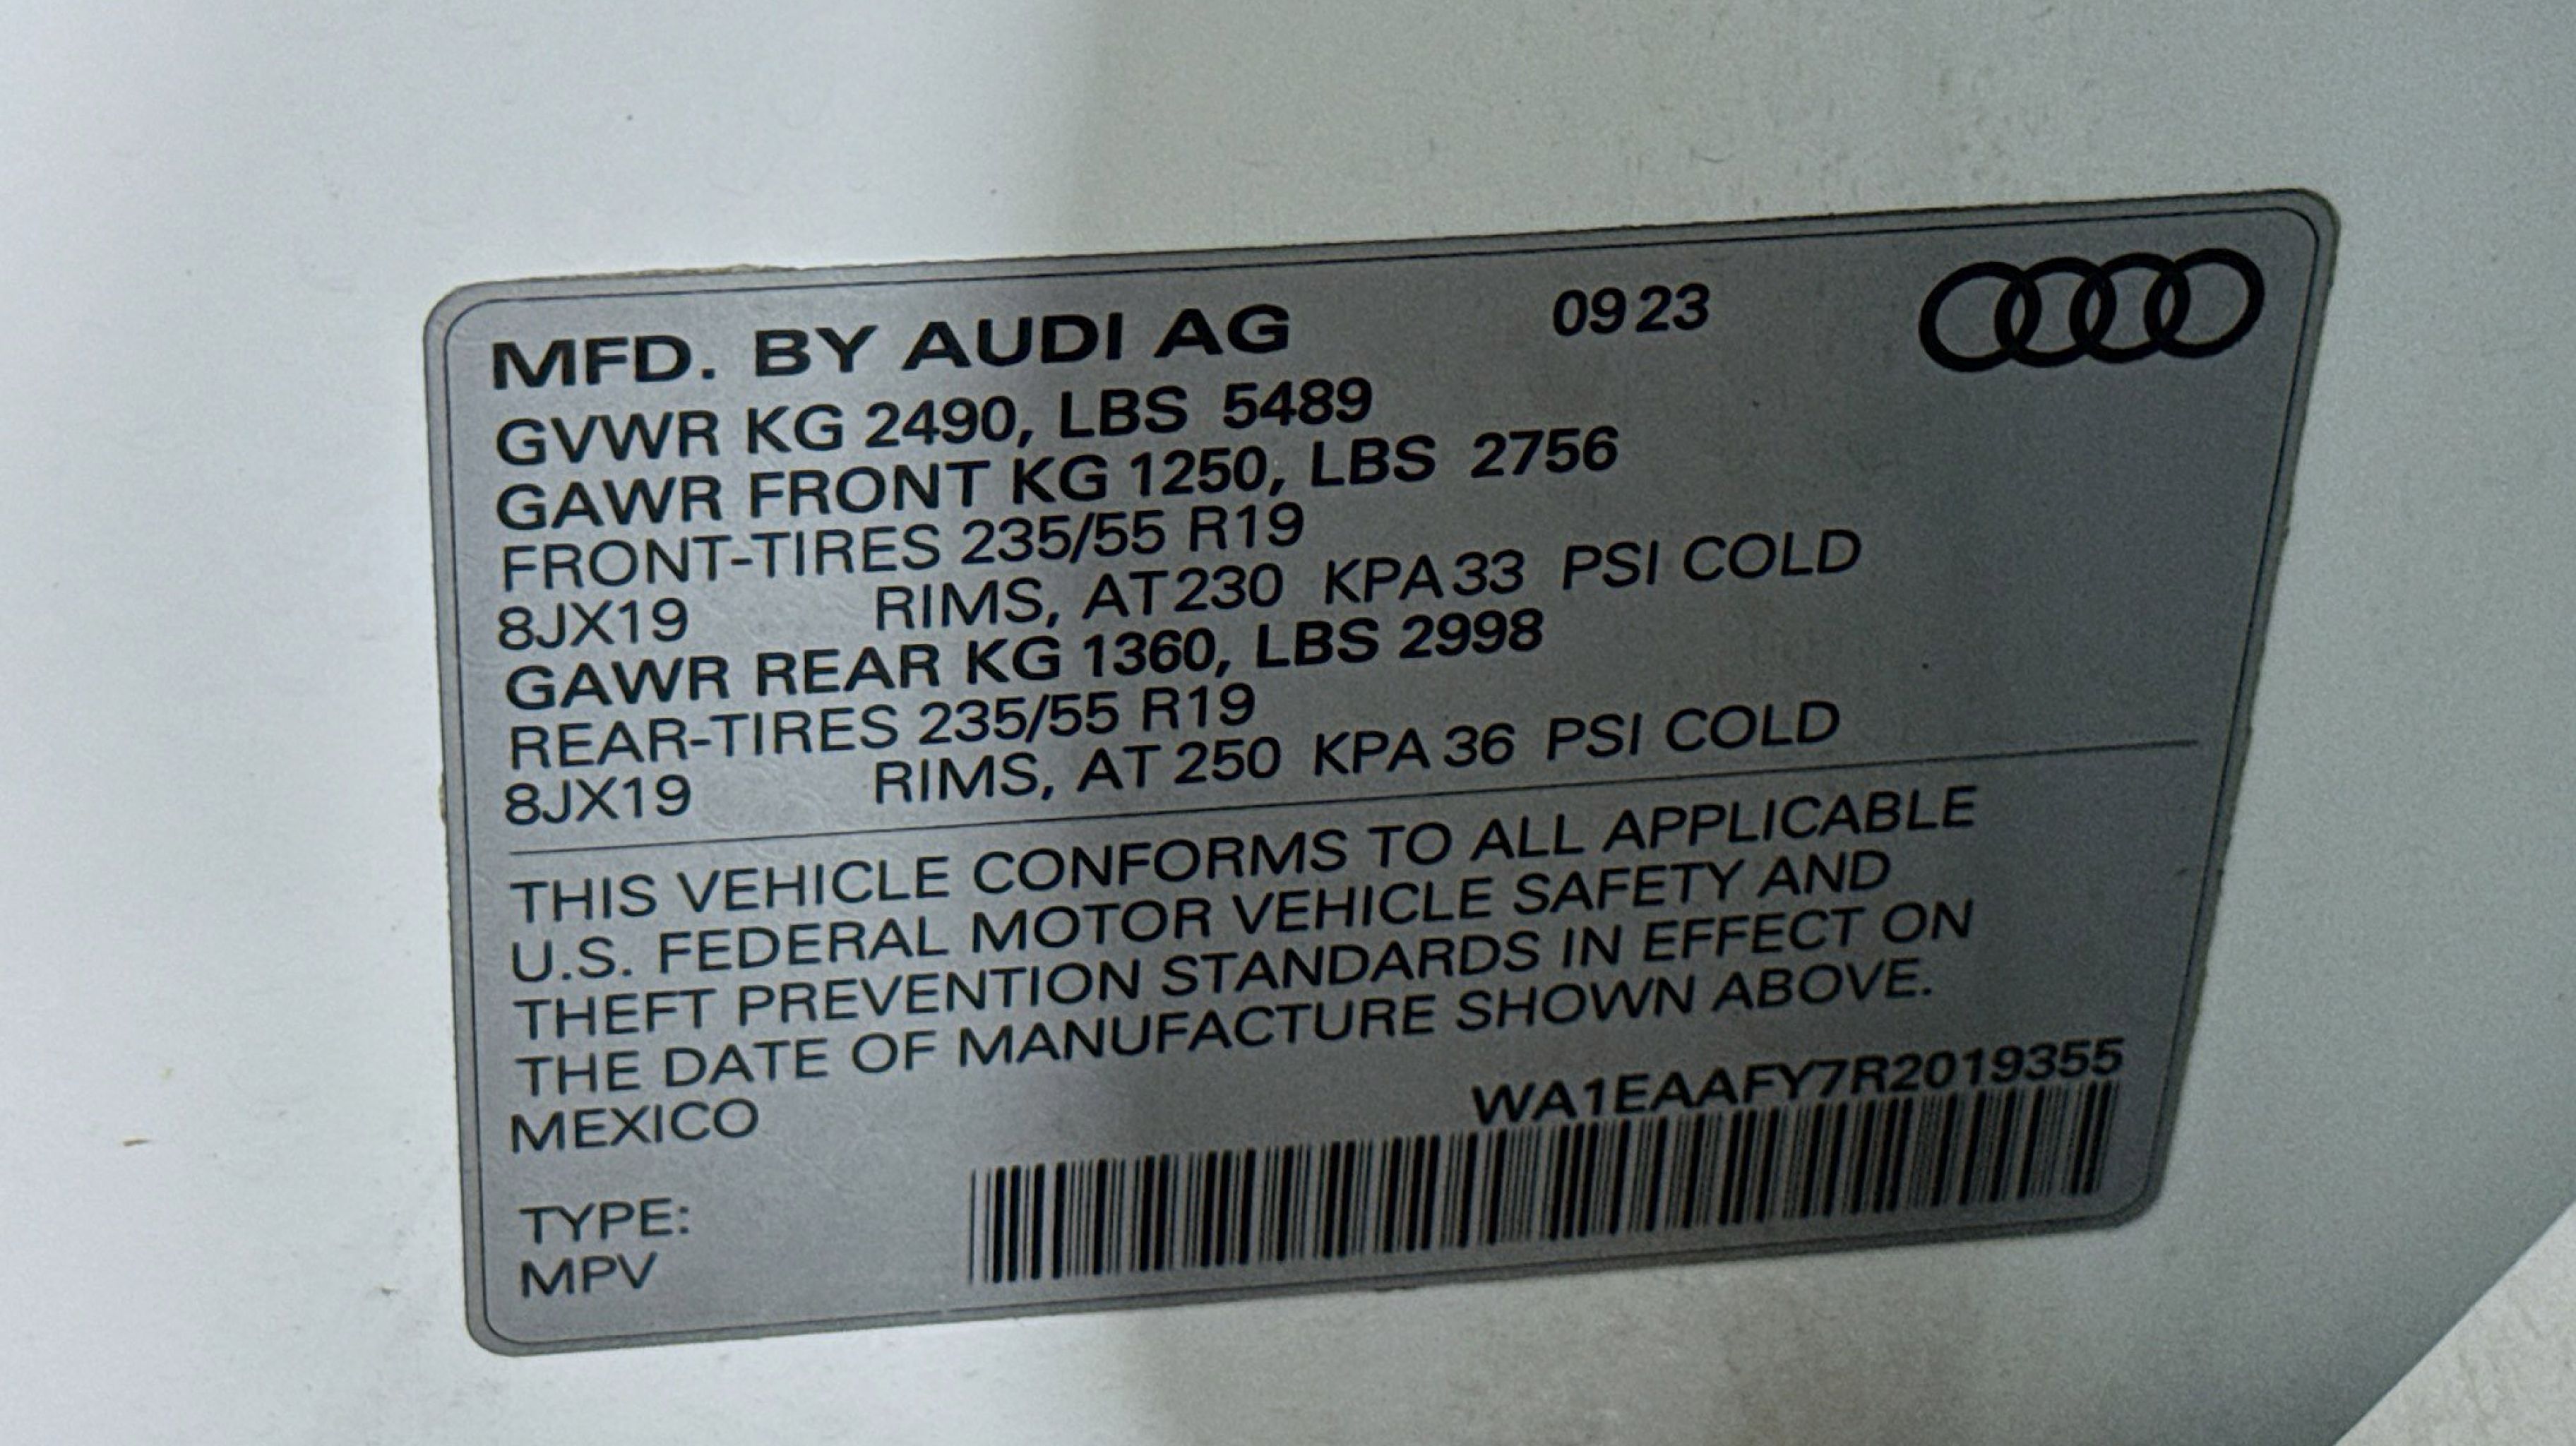 MFD. BY AUDI AG 09 23
GVWR KG 2490, LBS 5489
GAWR FRONT KG 1250, LBS 2756
FRONT-TIRES 235/55 R19
8JX19 RIMS, AT 230 KPA 33 PSI COLD
GAWR REAR KG 1360, LBS 2998
REAR-TIRES 235/55 R19
8JX19 RIMS, AT 250 KPA 36 PSI COLD
THIS VEHICLE CONFORMS TO ALL APPLICABLE
U.S. FEDERAL MOTOR VEHICLE SAFETY AND
THEFT PREVENTION STANDARDS IN EFFECT ON
THE DATE OF MANUFACTURE SHOWN ABOVE.
MEXICO WA1EAAFY7R2019355
TYPE:
MPV